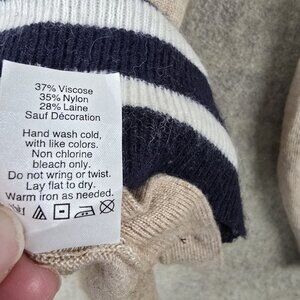 37% Viscose
35% Nylon
28% Laine
Sauf Décoration
Hand wash cold,
with like colors.
Non chlorine
bleach only.
Do not wring or twist.
Lay flat to dry.
Warm iron as needed.